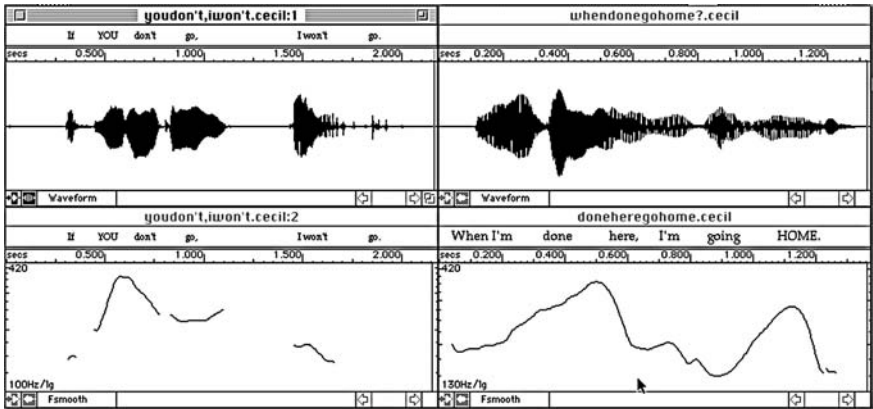 youdon't,iwon't.cecil:1
If YOU don't go, I won't go.
secs 0.500 1.000 1.500 2.000
Waveform
whendonegohome?.cecil
secs 0.200 0.400 0.600 0.800 1.000 1.200
Waveform
youdon't,iwon't.cecil:2
If YOU don't go, I won't go.
secs 0.500 1.000 1.500 2.000
420
100Hz/lg
Fsmooth
doneheregohome.cecil
When I'm done here, I'm going HOME.
secs 0.200 0.400 0.600 0.800 1.000 1.200
420
130Hz/lg
Fsmooth